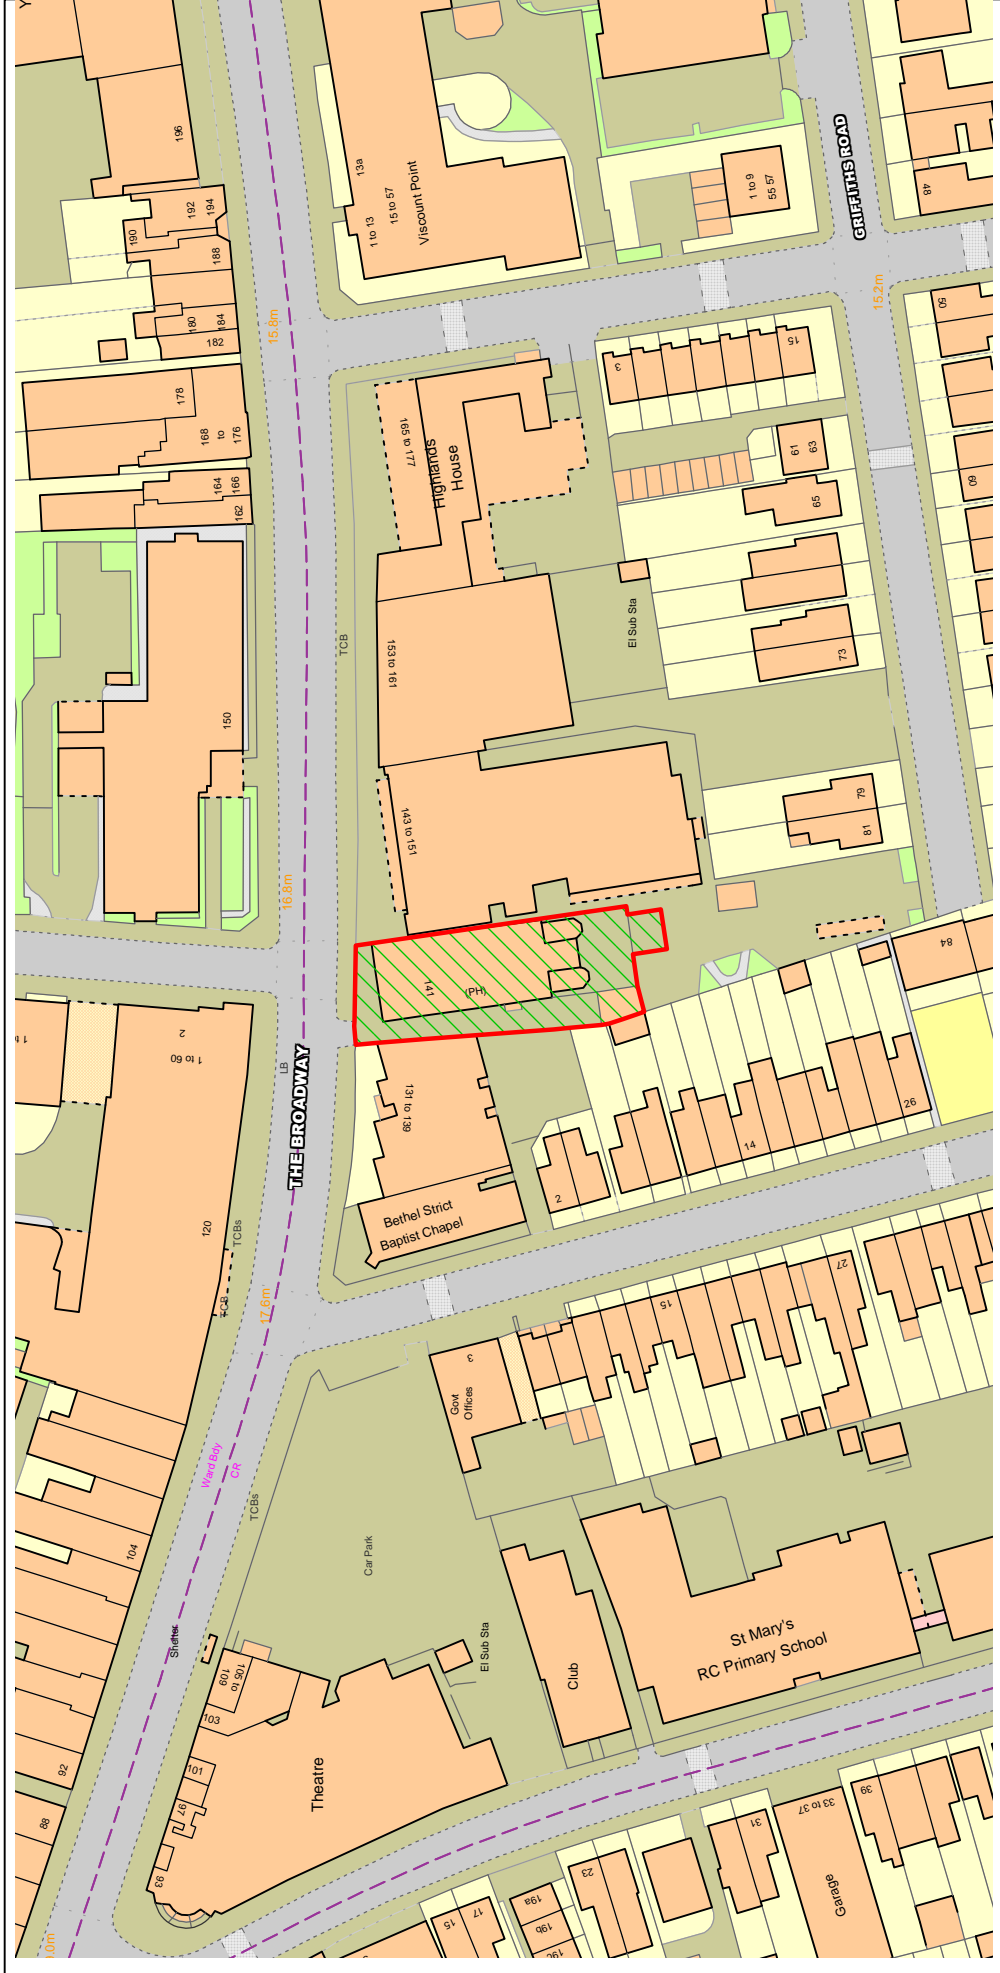 196
13a
1 to 13
15 to 57
Viscount Point
1 to 9
55 57
GRIFFITHS ROAD
48
192
194
190
188
180
184
182
15.8m
15.2m
50
178
168
to
176
165 to 177
Highlands
House
3
15
61
63
60
164
166
162
65
TCB
153 to 161
El Sub Sta
73
150
143 to 151
79
81
16.8m
84
141
(PH)
2
1 to 60
LB
THE BROADWAY
131 to 139
26
14
2
Bethel Strict
Baptist Chapel
120
TCBs
TCB
17.6m
27
15
3
Govt
Offices
Ward Bdy
CR
TCBs
104
Car Park
Shelter
El Sub Sta
St Mary's
RC Primary School
Club
105 to
109
103
92
101
Theatre
97
88
93
39
33 to 37
31
Garage
23
19a
19b
19c
17
15